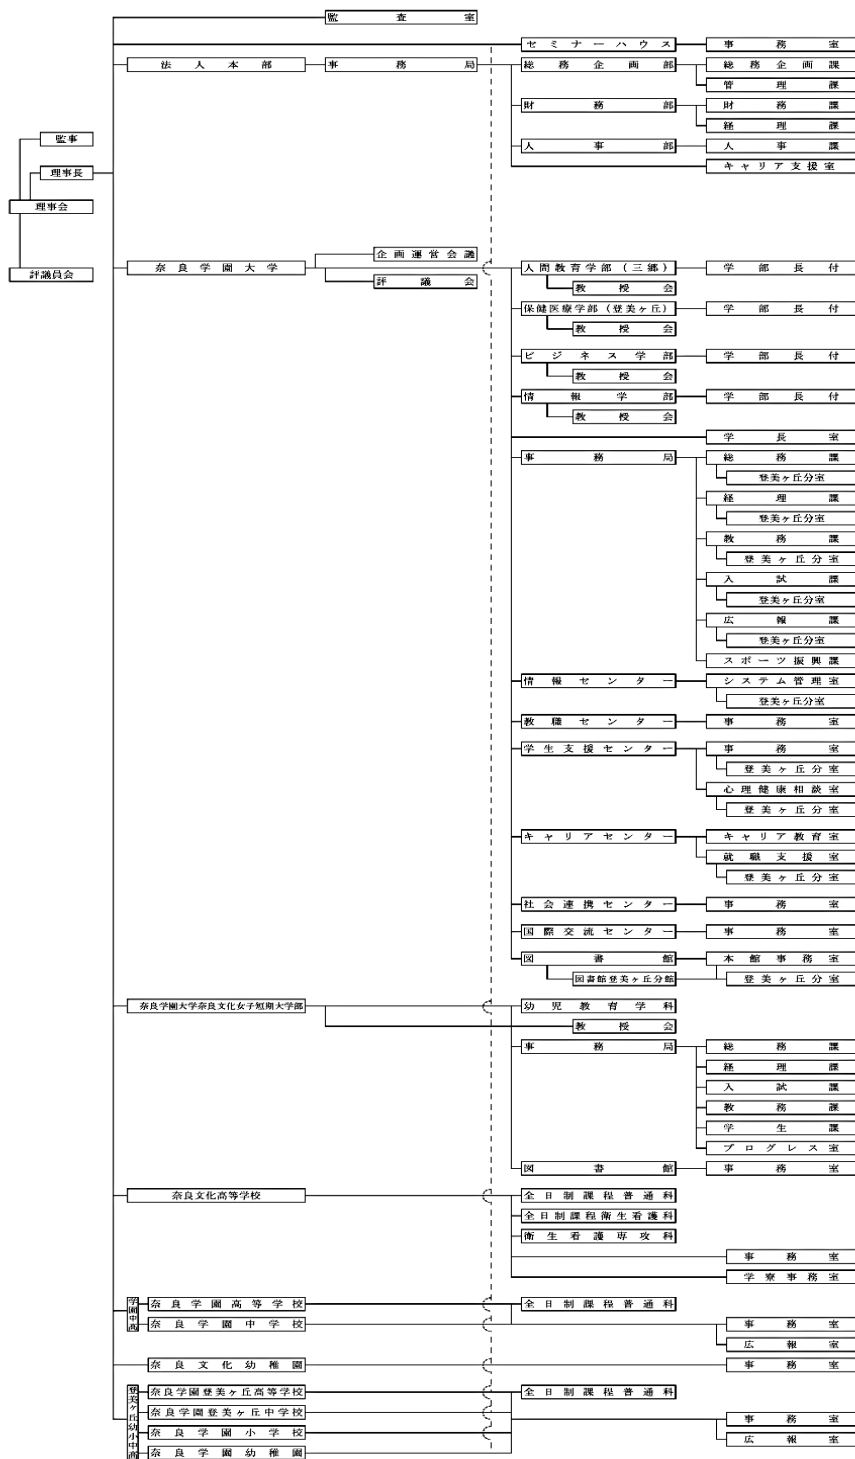 監査室
セミナーハウス 事務室
法人本部 事務局 総務企画部 総務企画課
管理課
財務部 財務課
経理課
監事
人事部 人事課
キャリア支援室
理事長
理事会
企画運営会議
評議員会 奈良学園大学 人間教育学部(三郷) 学部長付
評議会 教授会
保健医療学部(登美ヶ丘) 学部長付
教授会
ビジネス学部 学部長付
教授会
情報学部 学部長付
教授会
学長室
事務局 総務課
登美ヶ丘分室
経理課
登美ヶ丘分室
教務課
登美ヶ丘分室
入試課
登美ヶ丘分室
広報課
登美ヶ丘分室
スポーツ振興課
情報センター システム管理室
登美ヶ丘分室
教職センター 事務室
学生支援センター 事務室
登美ヶ丘分室
心理健康相談室
登美ヶ丘分室
キャリアセンター キャリア教育室
就職支援室
登美ヶ丘分室
社会連携センター 事務室
国際交流センター 事務室
図書館 本館事務室
図書館登美ヶ丘分館 登美ヶ丘分室
奈良学園大学奈良文化女子短期大学部 幼児教育学科
教授会
事務局 総務課
経理課
入試課
教務課
学生課
プログレス室
図書館 事務室
奈良文化高等学校 全日制課程普通科
全日制課程衛生看護科
衛生看護専攻科
事務室
学寮事務室
学園中高
奈良学園高等学校 全日制課程普通科
奈良学園中学校 事務室
広報室
奈良文化幼稚園 事務室
登美ヶ丘幼小中高
奈良学園登美ヶ丘高等学校 全日制課程普通科
奈良学園登美ヶ丘中学校
事務室
奈良学園小学校
広報室
奈良学園幼稚園